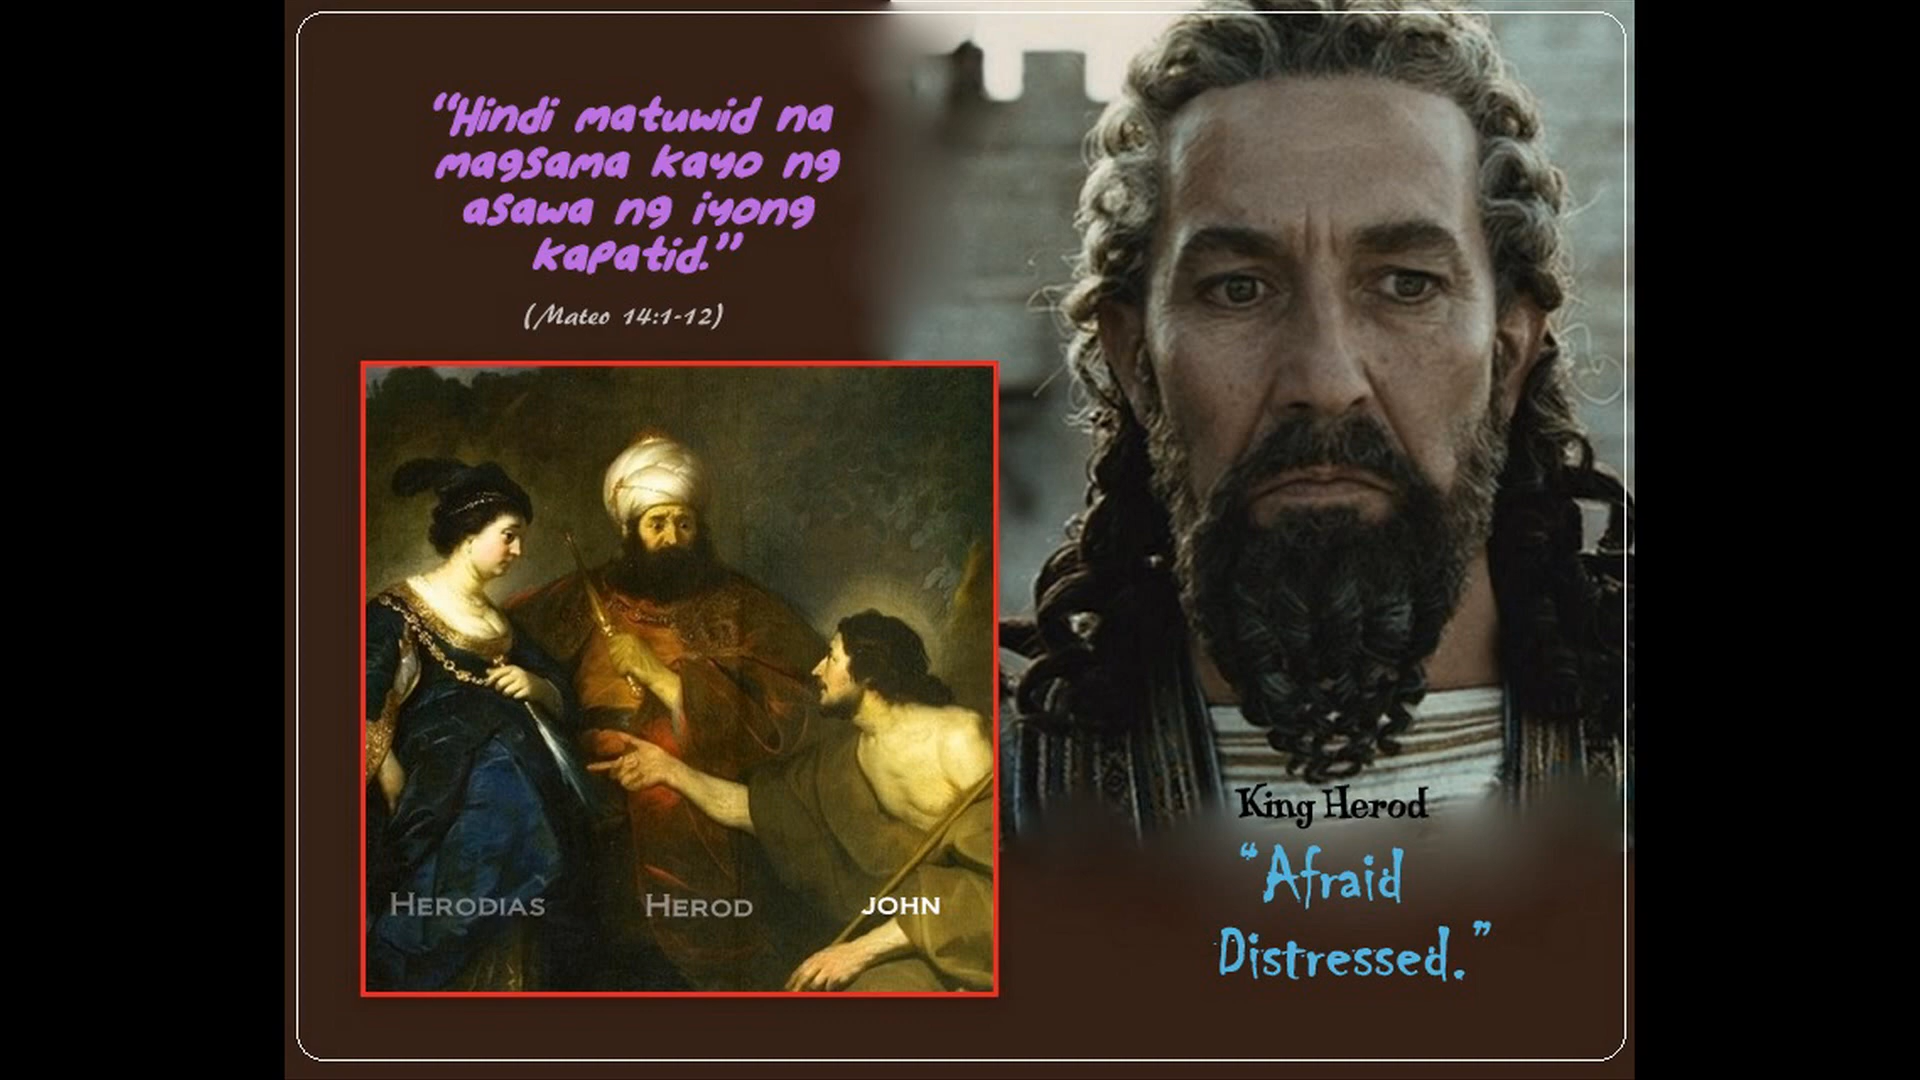 “Hindi matuwid na
magsama kayo ng
asawa ng iyong
kapatid.”
(Mateo 14:1-12)
HERODIAS
HEROD
JOHN
King Herod
“Afraid
Distressed.”